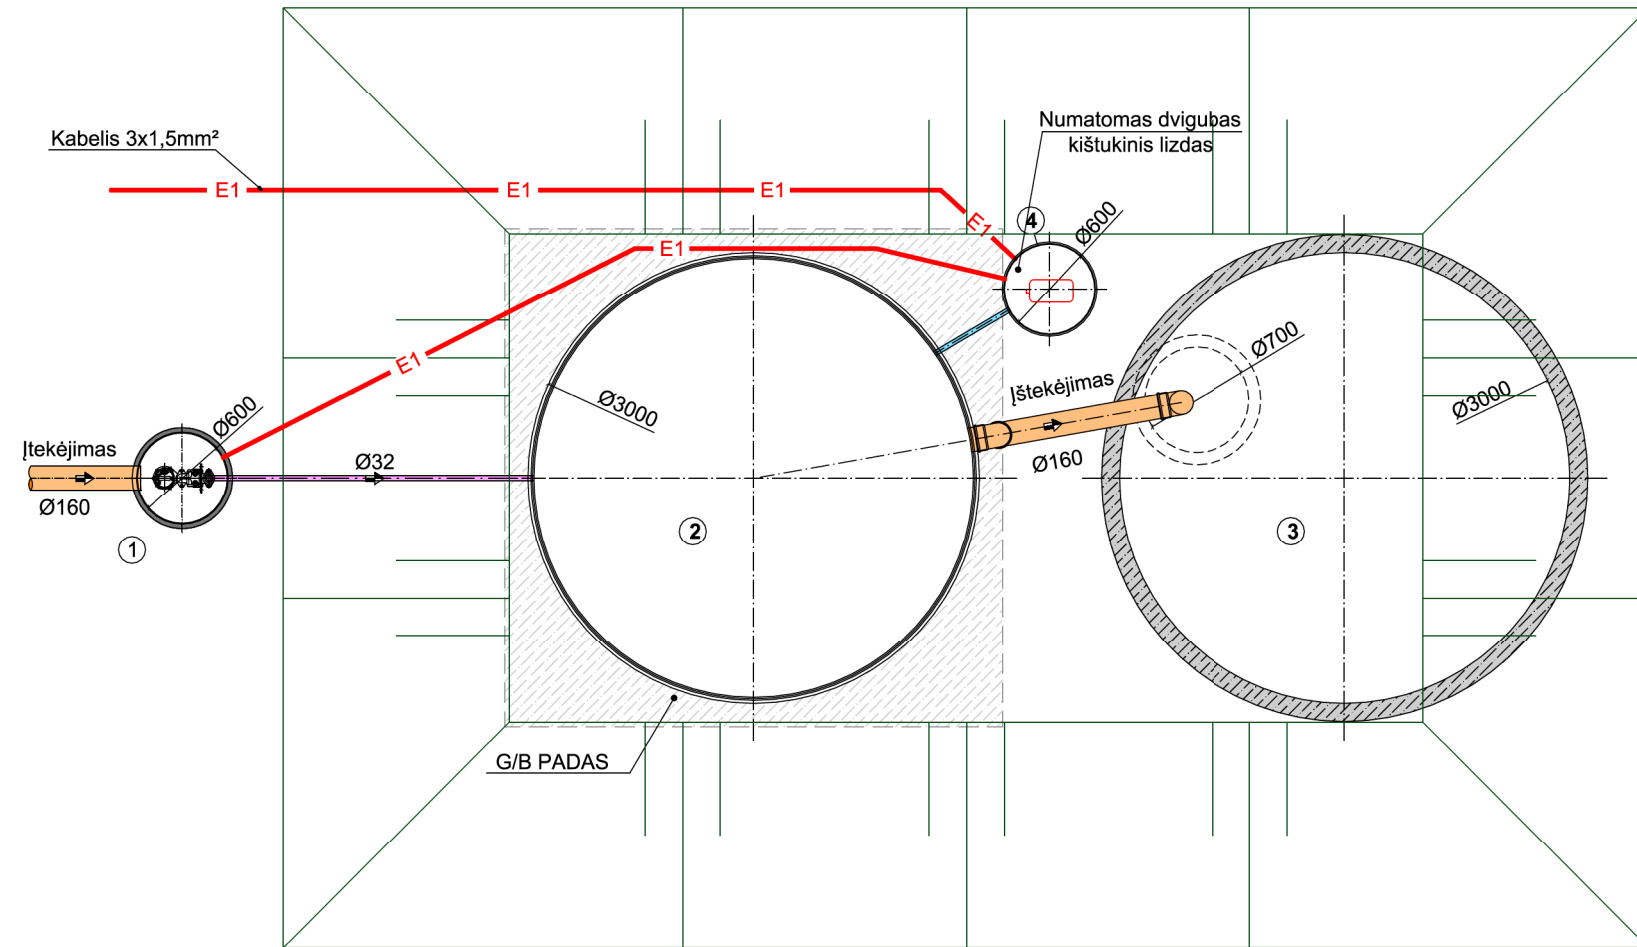 Numatomas dvigubas
kištukinis lizdas
Kabelis 3x1,5mm²
E1
E1
E1
E1
4
Ø600
E1
E1
Ø700
Įštekėjimas
Ø3000
Ø3000
Ø600
Įtekėjimas
Ø32
Ø160
Ø160
1
2
3
G/B PADAS